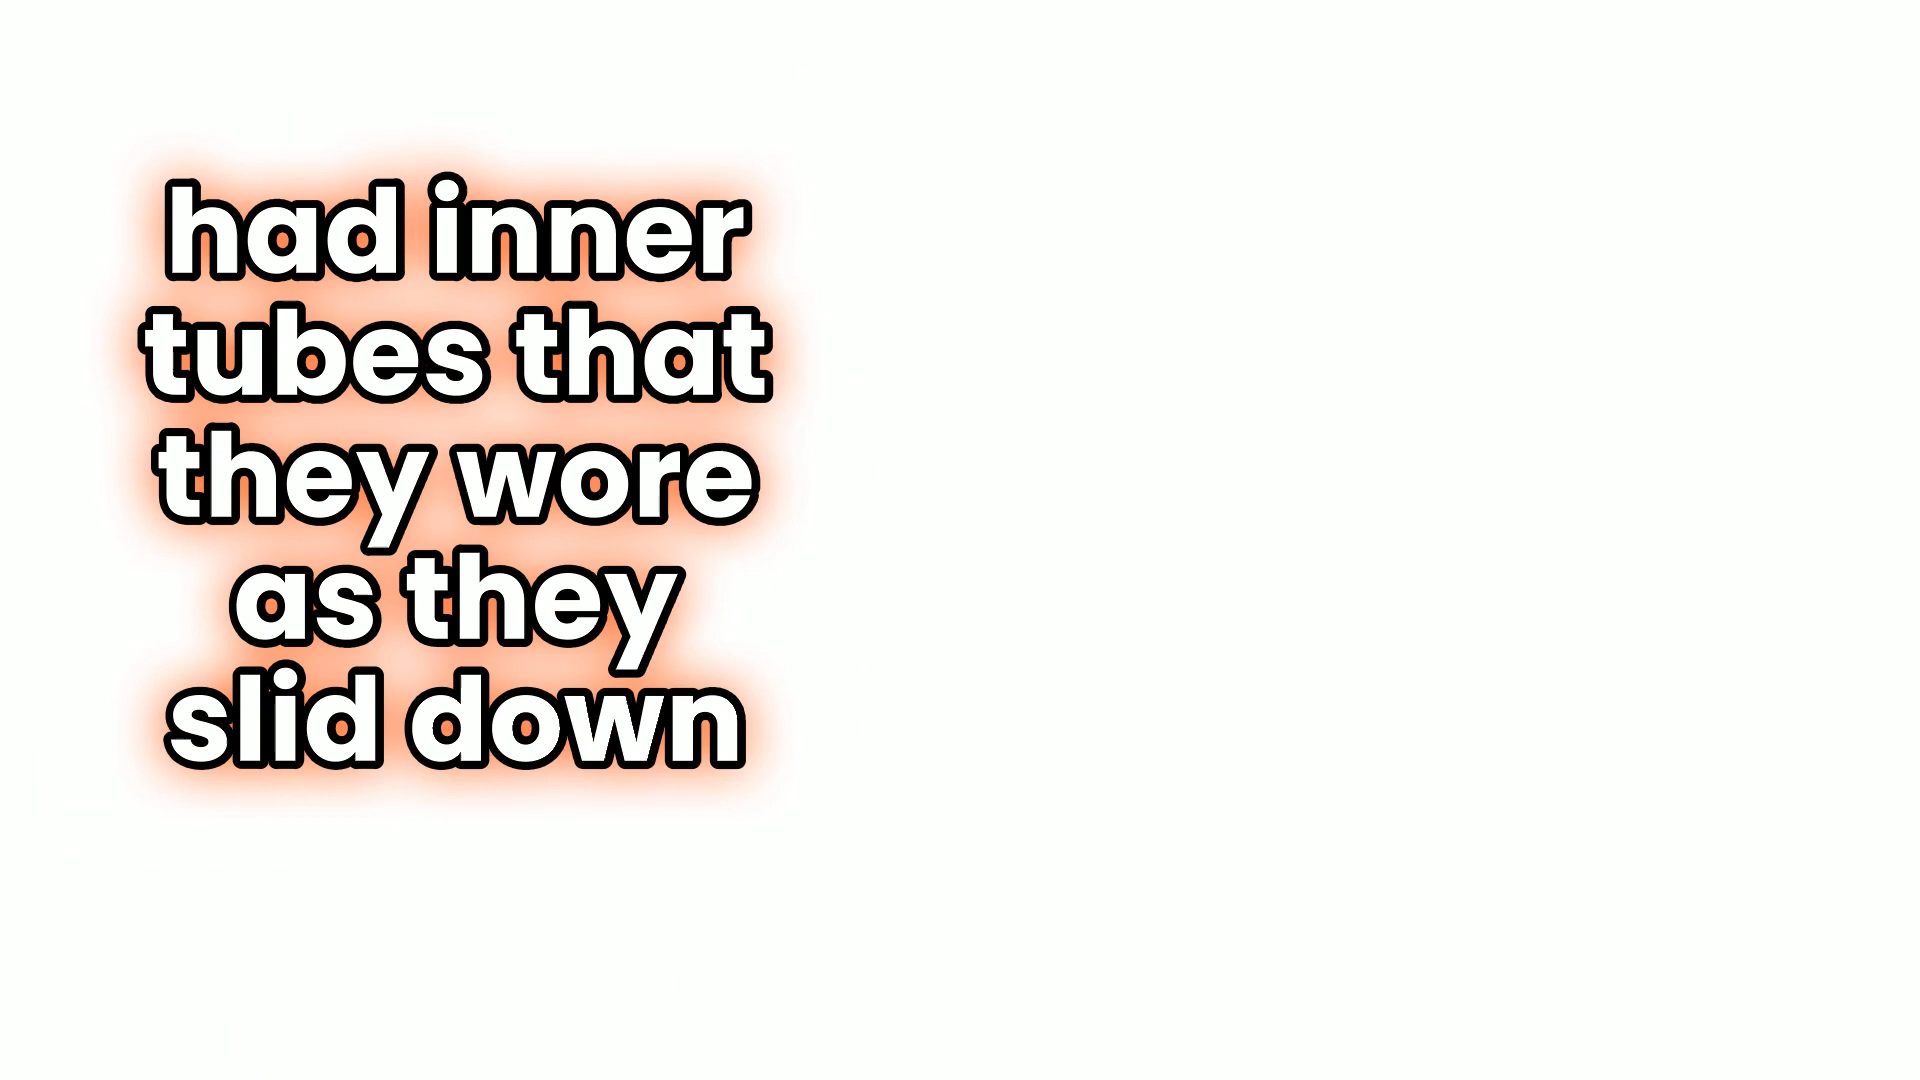 had inner
tubes that
they wore
as they
slid down